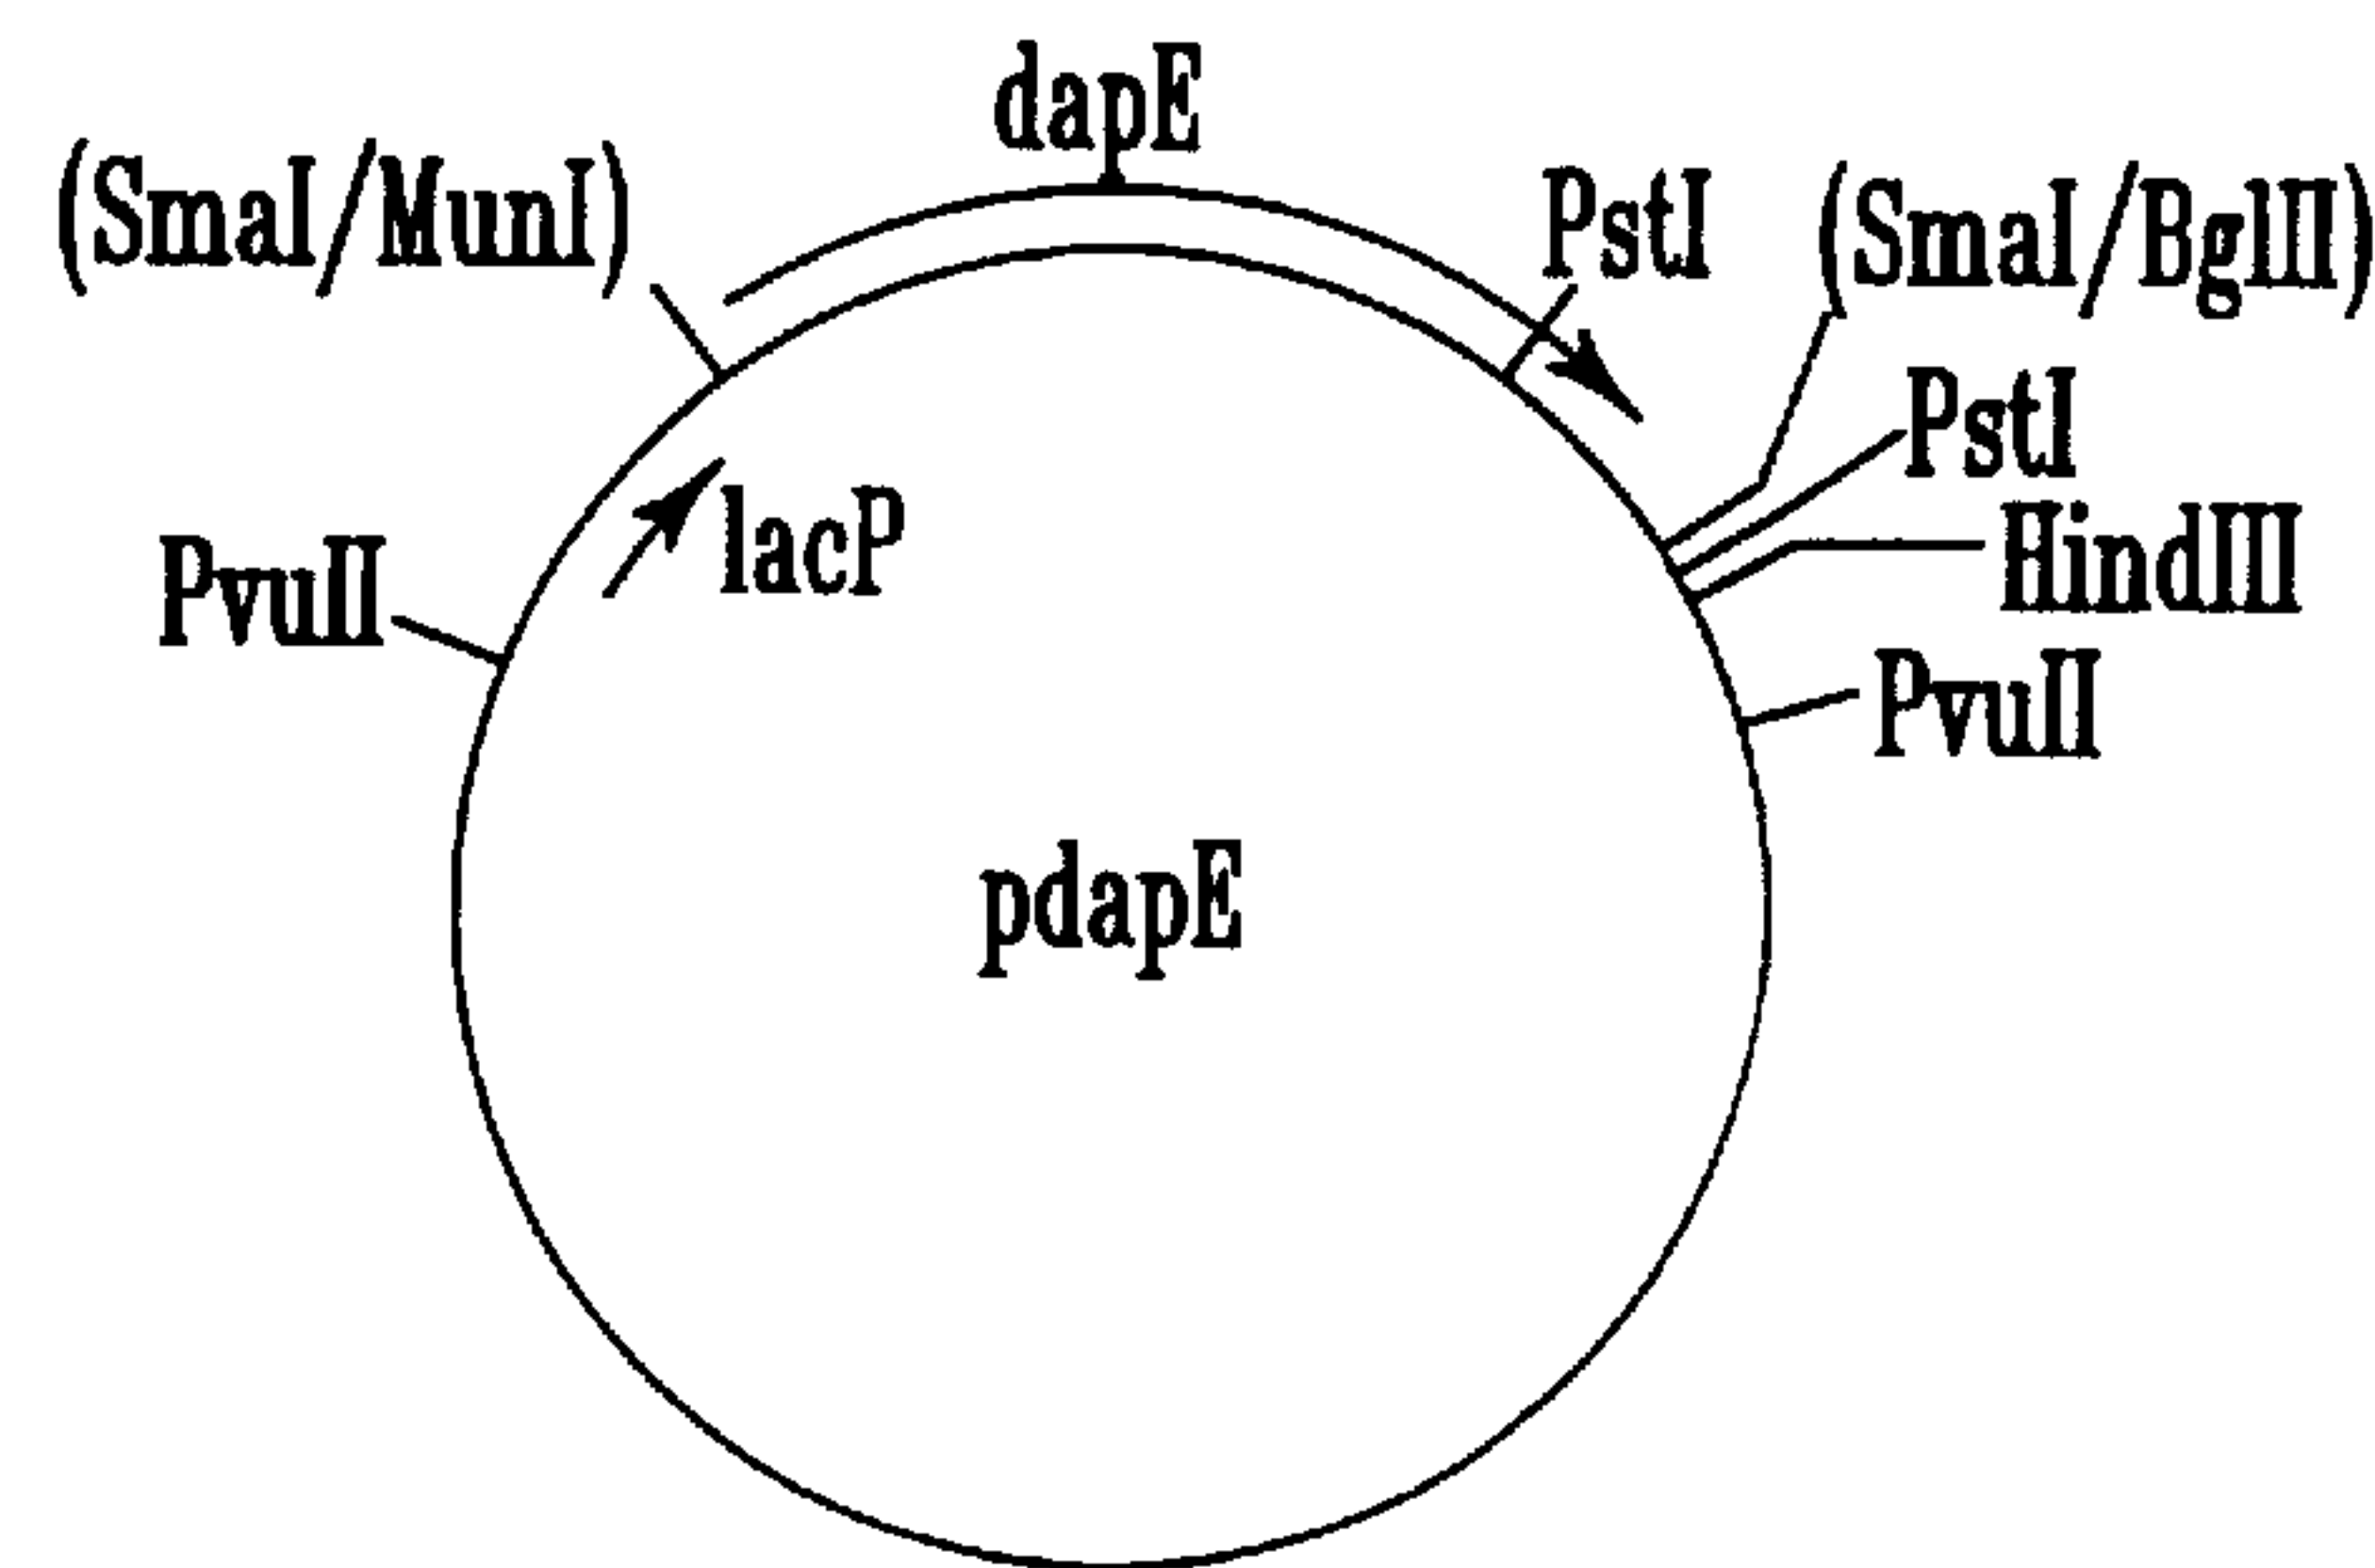 dapE
(SmaI/MunI)
PstI
(SmaI/BglII)
PstI
HindIII
lacP
PvuII
PvuII
pdapE